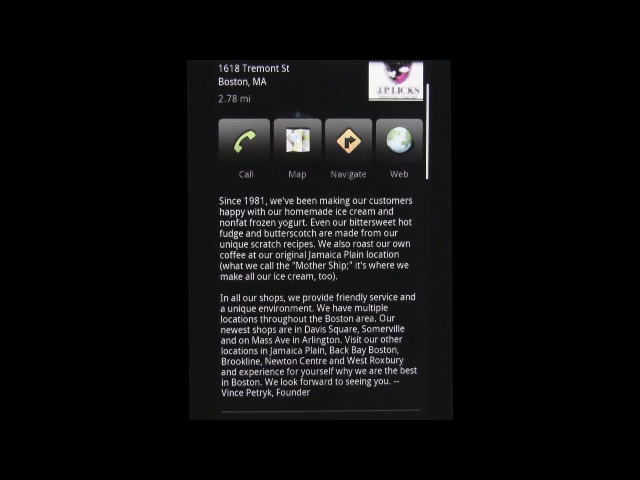 1618 Tremont St
Boston, MA
2.78 mi
J.P. LICKS
Call Map Navigate Web
Since 1981, we've been making our customers
happy with our homemade ice cream and
nonfat frozen yogurt. Even our bittersweet hot
fudge and butterscotch are made from our
unique scratch recipes. We also roast our own
coffee at our original Jamaica Plain location
(what we call the "Mother Ship;" it's where we
make all our ice cream, too).
In all our shops, we provide friendly service and
a unique environment. We have multiple
locations throughout the Boston area. Our
newest shops are in Davis Square, Somerville
and on Mass Ave in Arlington. Visit our other
locations in Jamaica Plain, Back Bay Boston,
Brookline, Newton Centre and West Roxbury
and experience for yourself why we are the best
in Boston. We look forward to seeing you. --
Vince Petryk, Founder